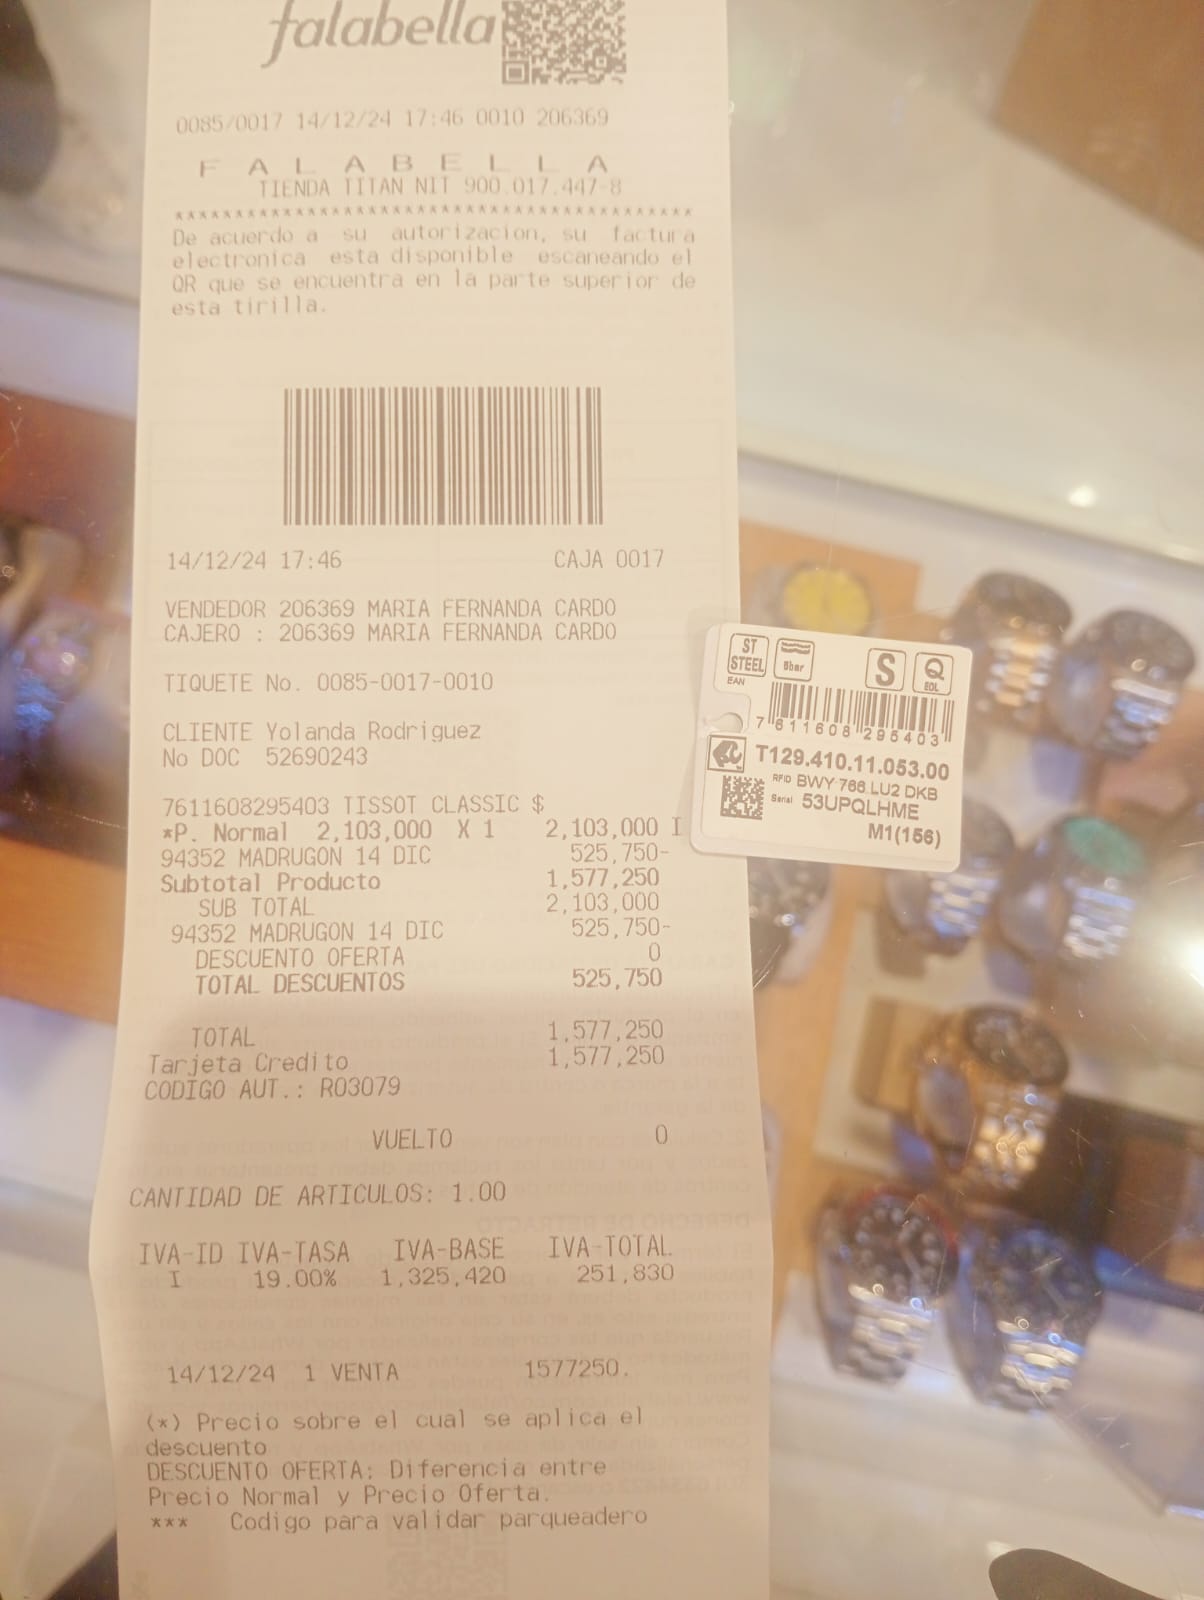 falabella
0085/0017 14/12/24 17:46 0010 206369
F A L A B E L L A
TIENDA TITAN NIT 900.017.447-8
******************************************
De acuerdo a su autorizacion, su factura
electronica esta disponible escaneando el
QR que se encuentra en la parte superior de
esta tirilla.
14/12/24 17:46 CAJA 0017
VENDEDOR 206369 MARIA FERNANDA CARDO
CAJERO : 206369 MARIA FERNANDA CARDO
TIQUETE No. 0085-0017-0010
CLIENTE Yolanda Rodriguez
No DOC 52690243
7611608295403 TISSOT CLASSIC $
*P. Normal 2,103,000 X 1 2,103,000 I
94352 MADRUGON 14 DIC 525,750-
Subtotal Producto 1,577,250
SUB TOTAL 2,103,000
94352 MADRUGON 14 DIC 525,750-
DESCUENTO OFERTA 0
TOTAL DESCUENTOS 525,750
TOTAL 1,577,250
Tarjeta Credito 1,577,250
CODIGO AUT.: R03079
VUELTO 0
CANTIDAD DE ARTICULOS: 1.00
IVA-ID IVA-TASA IVA-BASE IVA-TOTAL
I 19.00% 1,325,420 251,830
14/12/24 1 VENTA 1577250.
(*) Precio sobre el cual se aplica el
descuento
DESCUENTO OFERTA: Diferencia entre
Precio Normal y Precio Oferta.
*** Codigo para validar parqueadero
ST
STEEL
5bar
S
Q
EOL
EAN
7 611608 295403
T129.410.11.053.00
RFID BWY 766 LU2 DKB
Serial 53UPQLHME
M1(156)